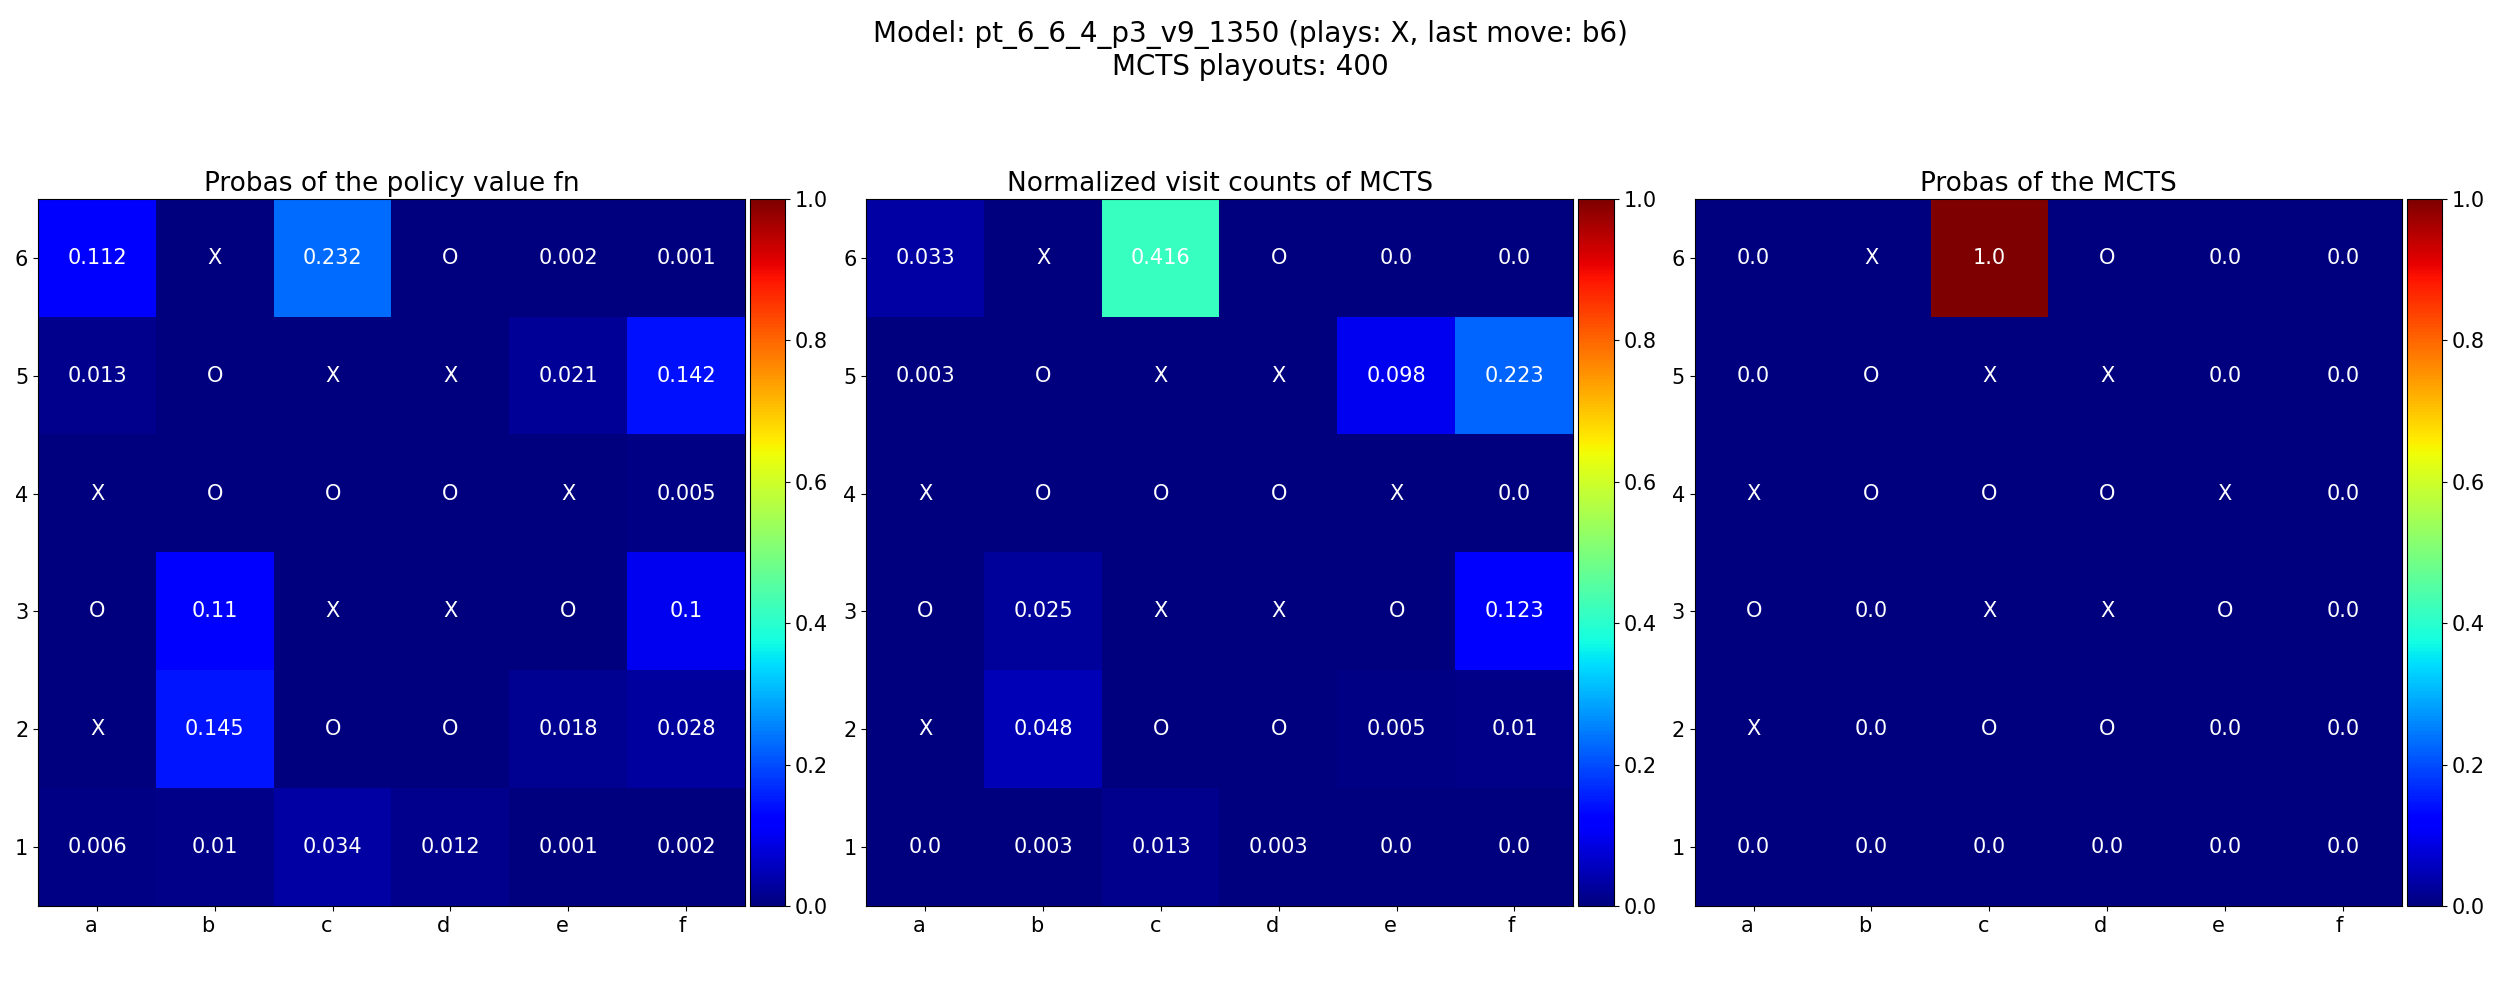 Model: pt_6_6_4_p3_v9_1350 (plays: X, last move: b6)
MCTS playouts: 400
Probas of the policy value fn
6 0.112 X 0.232 O 0.002 0.001
5 0.013 O X X 0.021 0.142
4 X O O O X 0.005
3 O 0.11 X X O 0.1
2 X 0.145 O O 0.018 0.028
1 0.006 0.01 0.034 0.012 0.001 0.002
a b c d e f
1.0
0.8
0.6
0.4
0.2
0.0
Normalized visit counts of MCTS
6 0.033 X 0.416 O 0.0 0.0
5 0.003 O X X 0.098 0.223
4 X O O O X 0.0
3 O 0.025 X X O 0.123
2 X 0.048 O O 0.005 0.01
1 0.0 0.003 0.013 0.003 0.0 0.0
a b c d e f
1.0
0.8
0.6
0.4
0.2
0.0
Probas of the MCTS
6 0.0 X 1.0 O 0.0 0.0
5 0.0 O X X 0.0 0.0
4 X O O O X 0.0
3 O 0.0 X X O 0.0
2 X 0.0 O O 0.0 0.0
1 0.0 0.0 0.0 0.0 0.0 0.0
a b c d e f
1.0
0.8
0.6
0.4
0.2
0.0